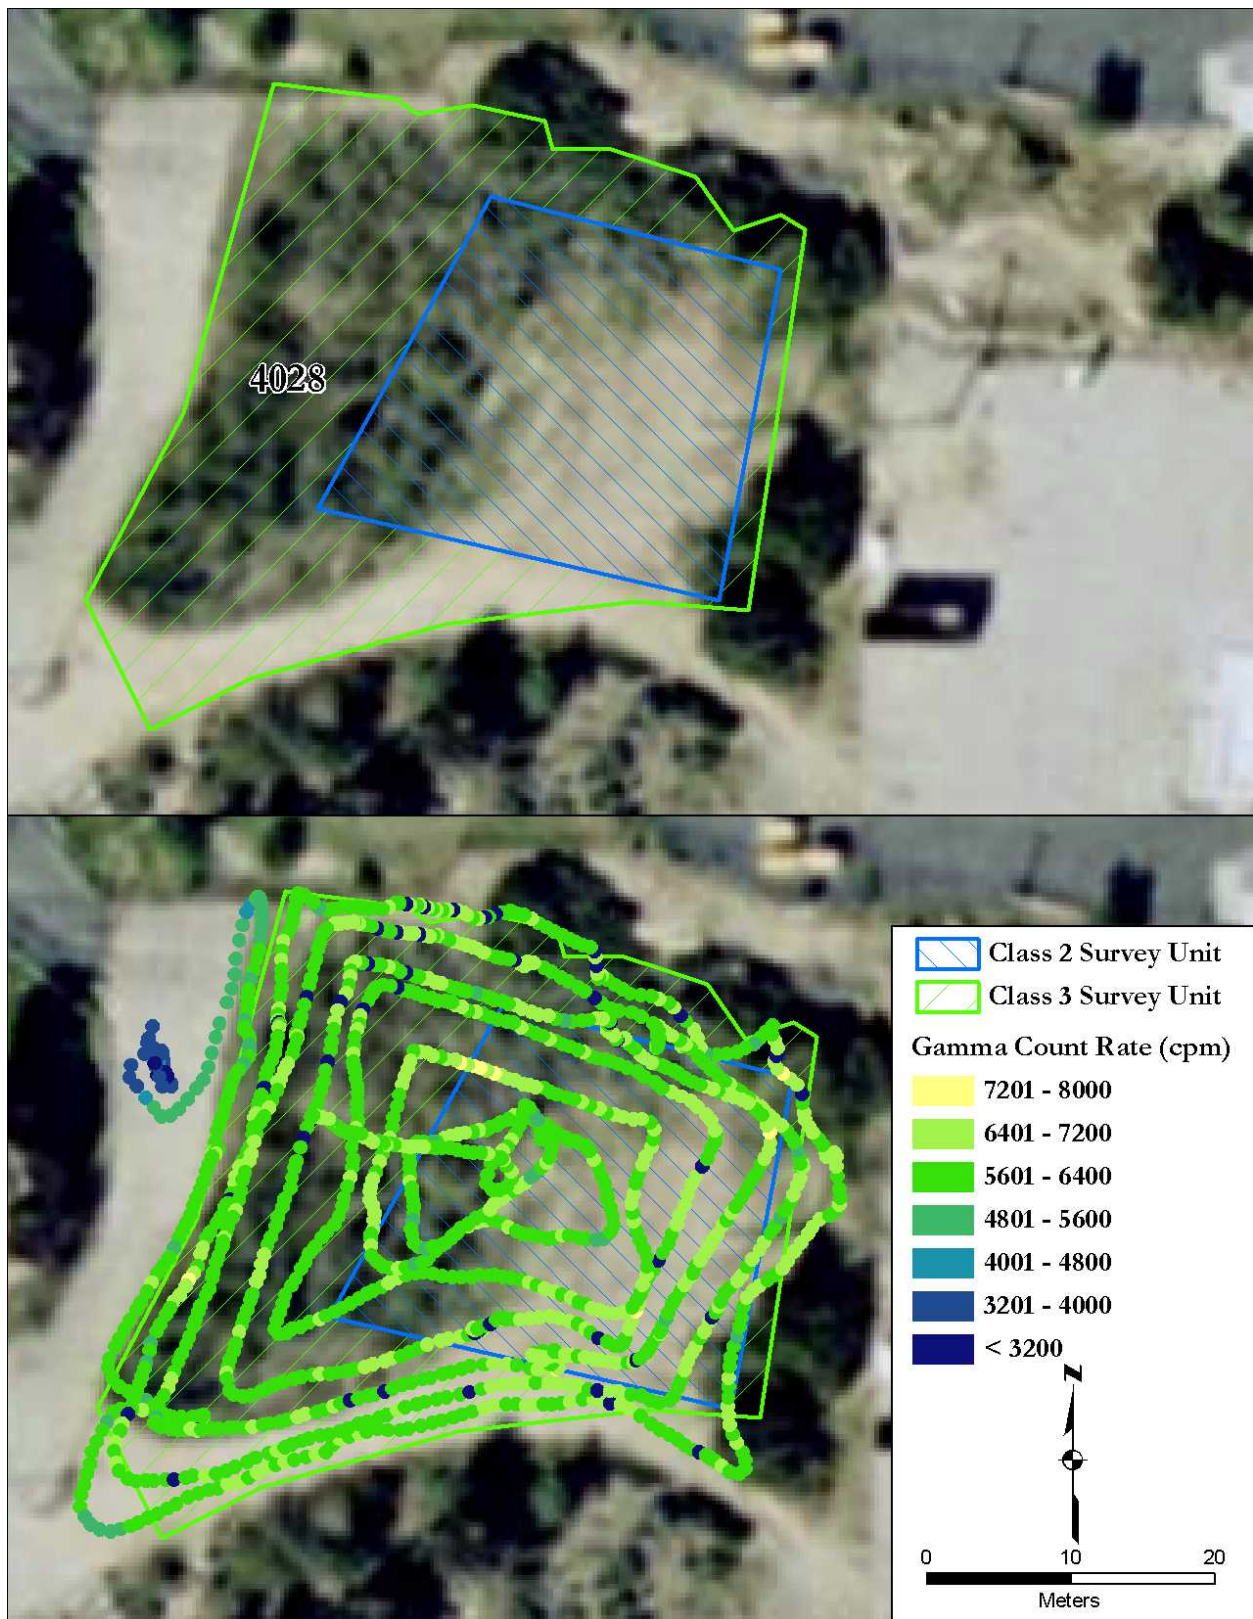 4028
Class 2 Survey Unit
Class 3 Survey Unit
Gamma Count Rate (cpm)
7201 - 8000
6401 - 7200
5601 - 6400
4801 - 5600
4001 - 4800
3201 - 4000
< 3200
N
0 10 20
Meters